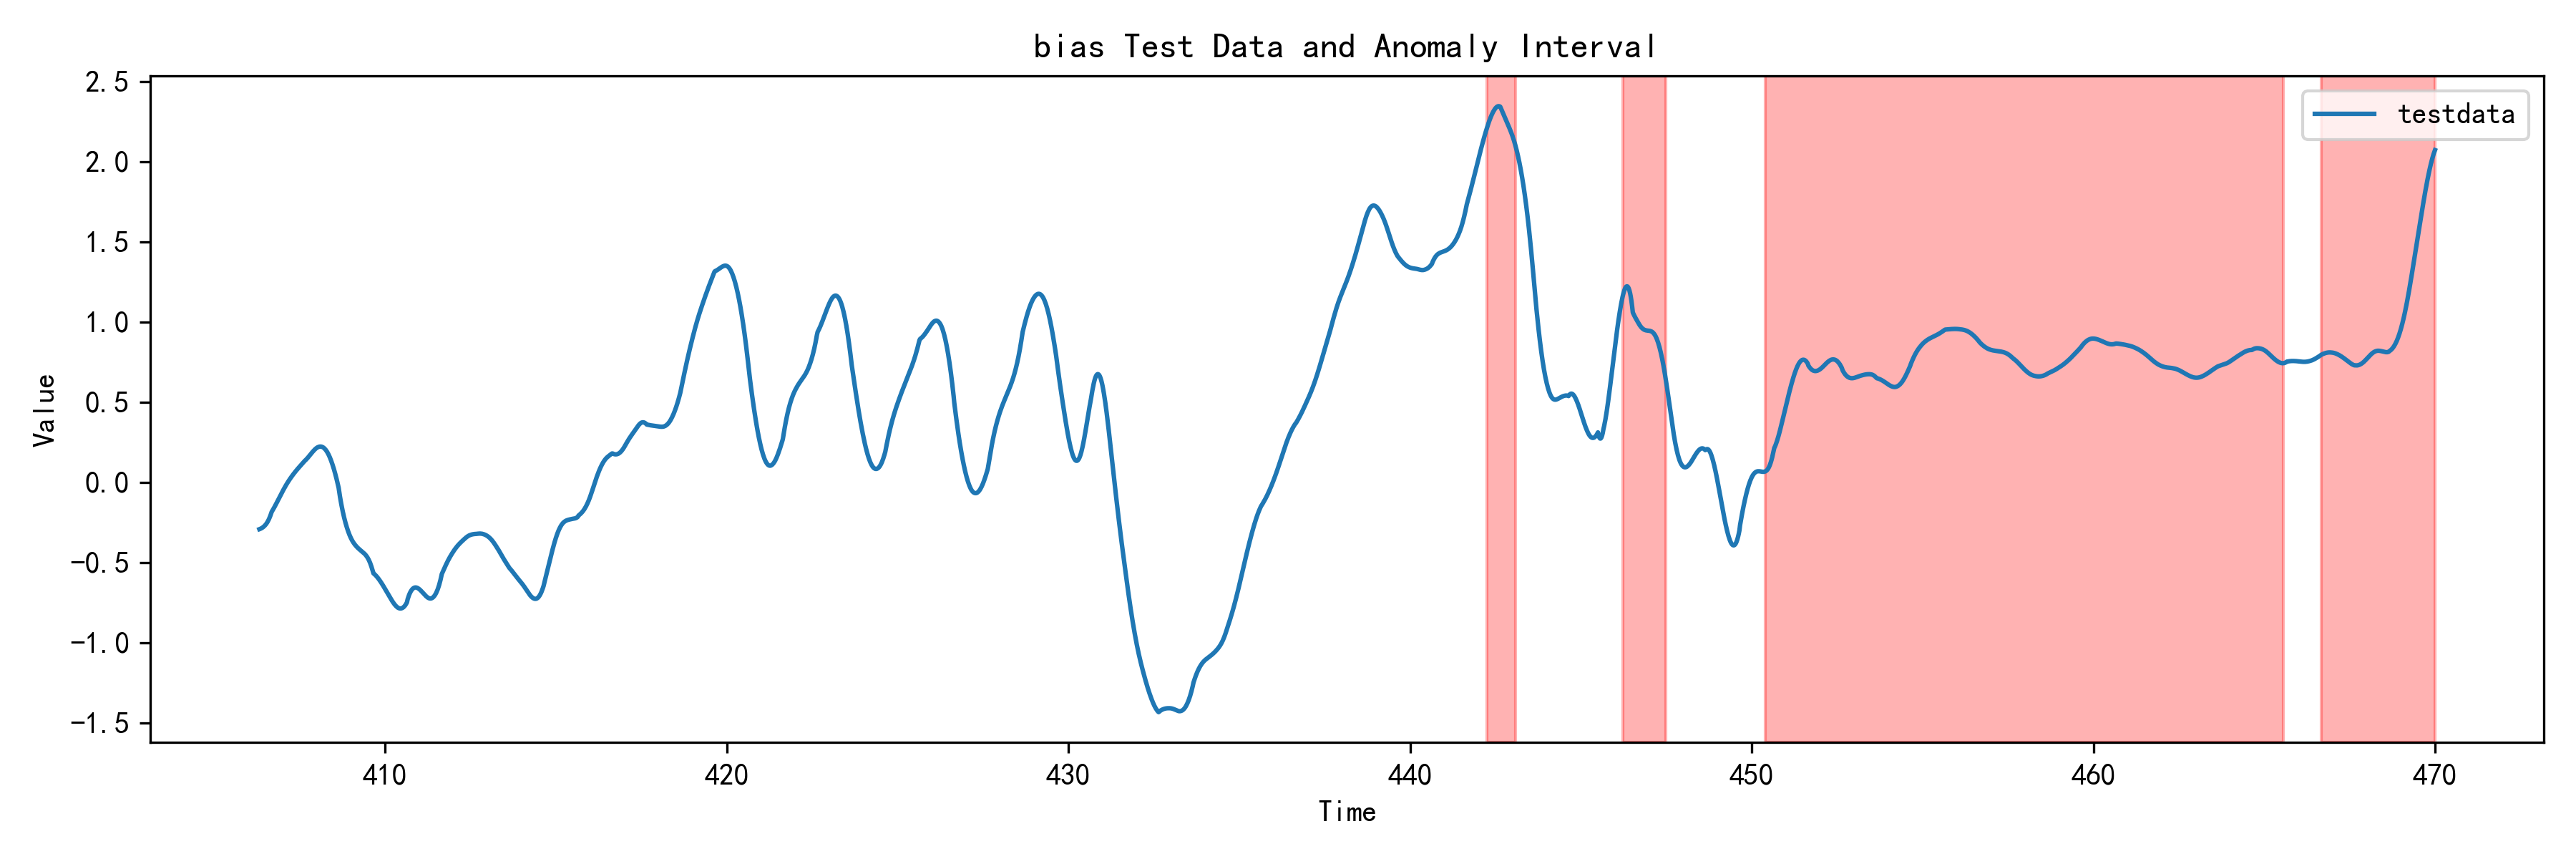 bias Test Data and Anomaly Interval
2.5
2.0
1.5
1.0
0.5
0.0
−0.5
−1.0
−1.5
Value
testdata
410 420 430 440 450 460 470
Time